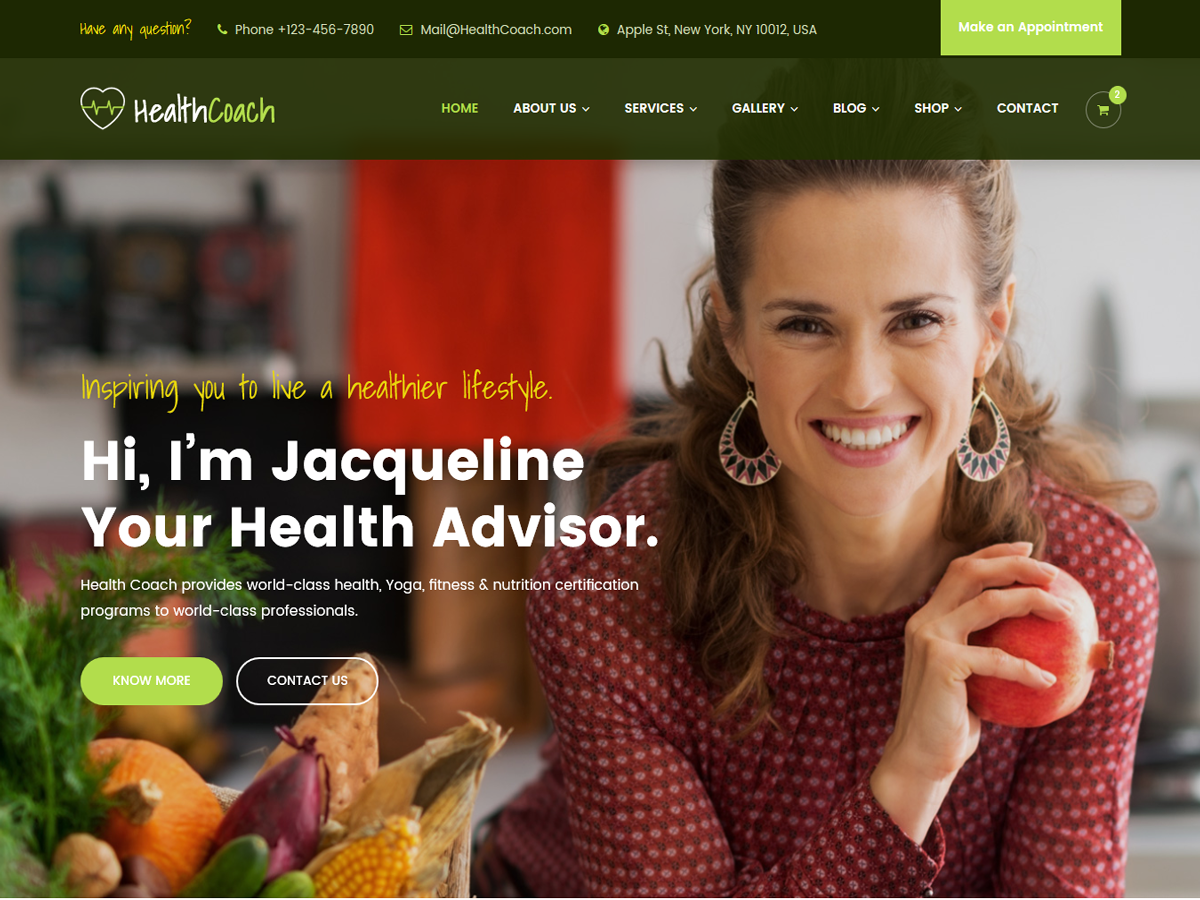 Have any question?
Phone +123-456-7890
Mail@HealthCoach.com
Apple St, New York, NY 10012, USA
Make an Appointment
HealthCoach
HOME
ABOUT US
SERVICES
GALLERY
BLOG
SHOP
CONTACT
2
Inspiring you to live a healthier lifestyle.
Hi, I’m Jacqueline
Your Health Advisor.
Health Coach provides world-class health, Yoga, fitness & nutrition certification
programs to world-class professionals.
KNOW MORE
CONTACT US